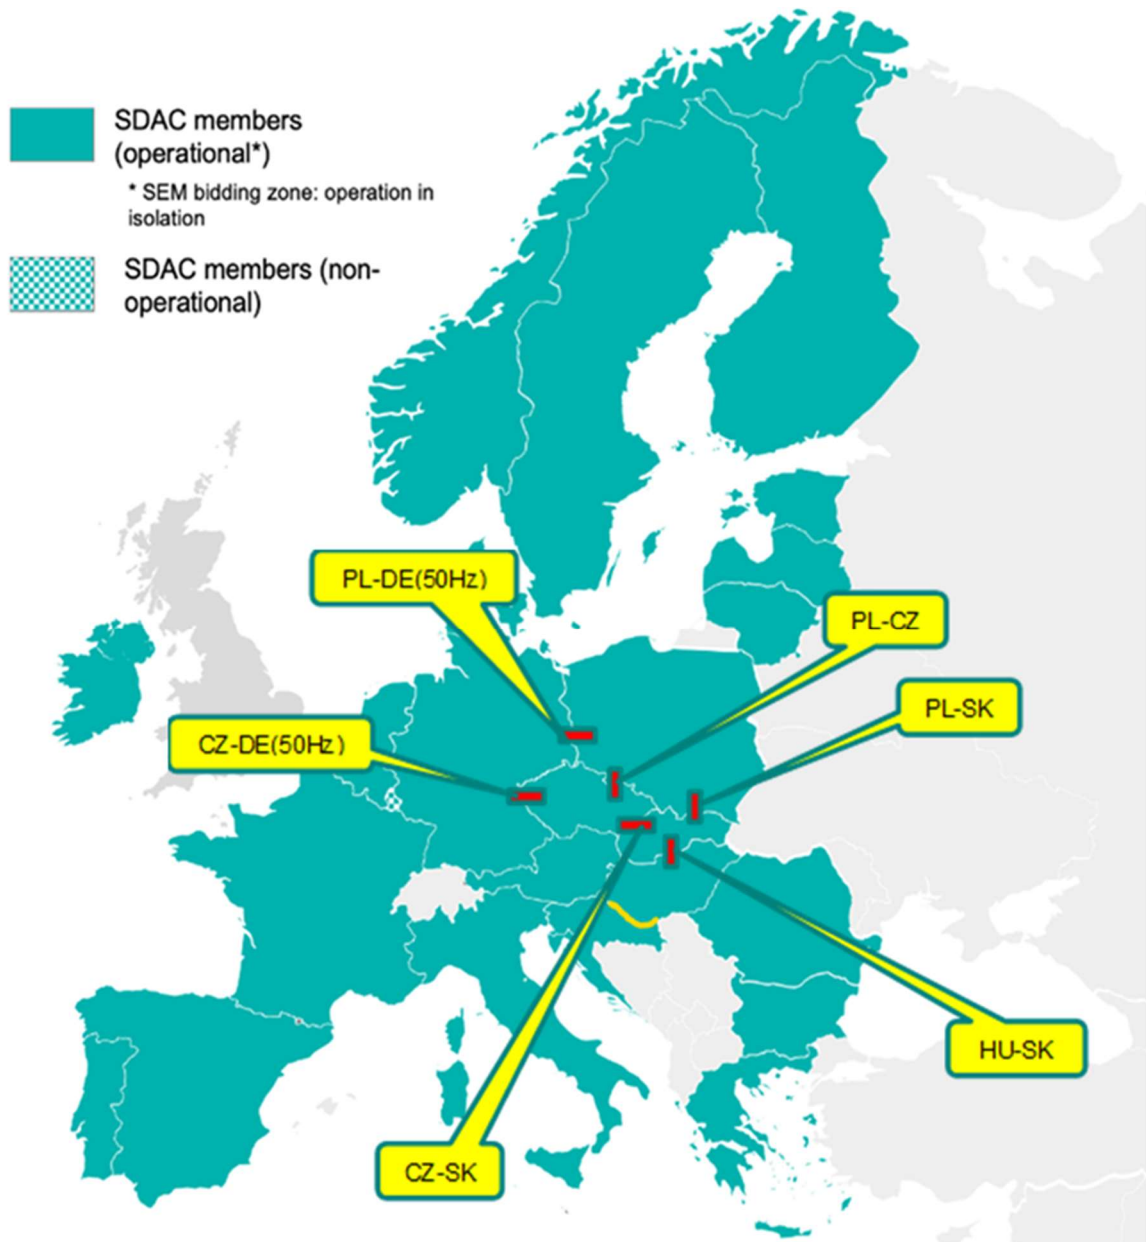 SDAC members
(operational*)
* SEM bidding zone: operation in
isolation
SDAC members (non-
operational)
PL-DE(50Hz)
PL-CZ
PL-SK
CZ-DE(50Hz)
HU-SK
CZ-SK